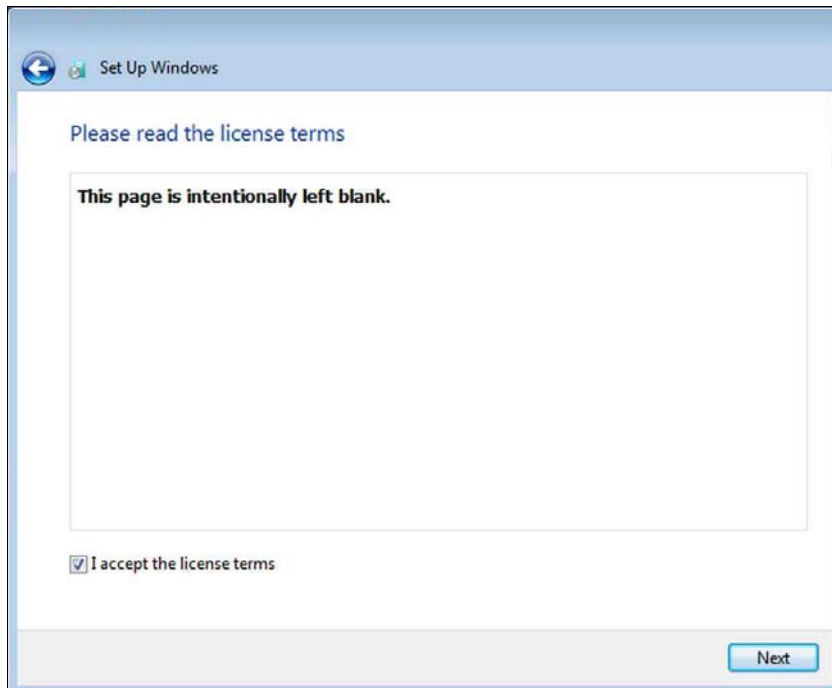 Set Up Windows
Please read the license terms
This page is intentionally left blank.
I accept the license terms
Next